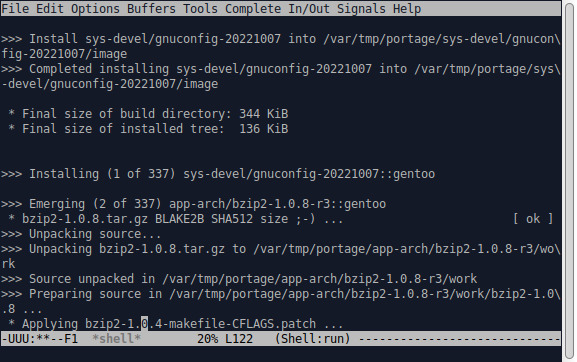 File Edit Options Buffers Tools Complete In/Out Signals Help
>>> Install sys-devel/gnuconfig-20221007 into /var/tmp/portage/sys-devel/gnucon\
fig-20221007/image
>>> Completed installing sys-devel/gnuconfig-20221007 into /var/tmp/portage/sys\
-devel/gnuconfig-20221007/image
 * Final size of build directory: 344 KiB
 * Final size of installed tree:  136 KiB
>>> Installing (1 of 337) sys-devel/gnuconfig-20221007::gentoo
>>> Emerging (2 of 337) app-arch/bzip2-1.0.8-r3::gentoo
 * bzip2-1.0.8.tar.gz BLAKE2B SHA512 size ;-) ...                        [ ok ]
>>> Unpacking source...
>>> Unpacking bzip2-1.0.8.tar.gz to /var/tmp/portage/app-arch/bzip2-1.0.8-r3/wo\
rk
>>> Source unpacked in /var/tmp/portage/app-arch/bzip2-1.0.8-r3/work
>>> Preparing source in /var/tmp/portage/app-arch/bzip2-1.0.8-r3/work/bzip2-1.0\
.8 ...
 * Applying bzip2-1.0.4-makefile-CFLAGS.patch ...
-UUU:**--F1  *shell*        20% L122   (Shell:run) -----------------------------